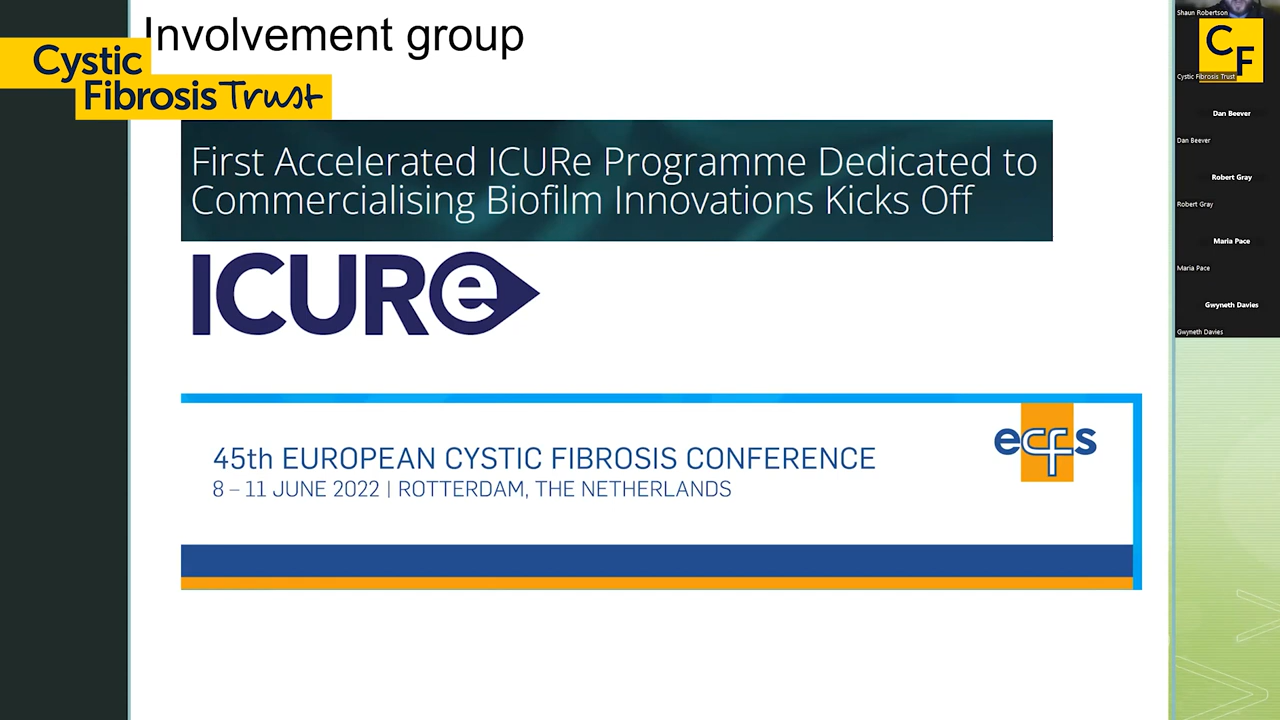 Involvement group
Cystic
Fibrosis Trust
First Accelerated ICURe Programme Dedicated to
Commercialising Biofilm Innovations Kicks Off
ICURe
45th EUROPEAN CYSTIC FIBROSIS CONFERENCE
8 – 11 JUNE 2022 | ROTTERDAM, THE NETHERLANDS
ecfs
Shaun Robertson
CF
Cystic Fibrosis Trust
Dan Beever
Dan Beever
Robert Gray
Robert Gray
Maria Pace
Maria Pace
Gwyneth Davies
Gwyneth Davies